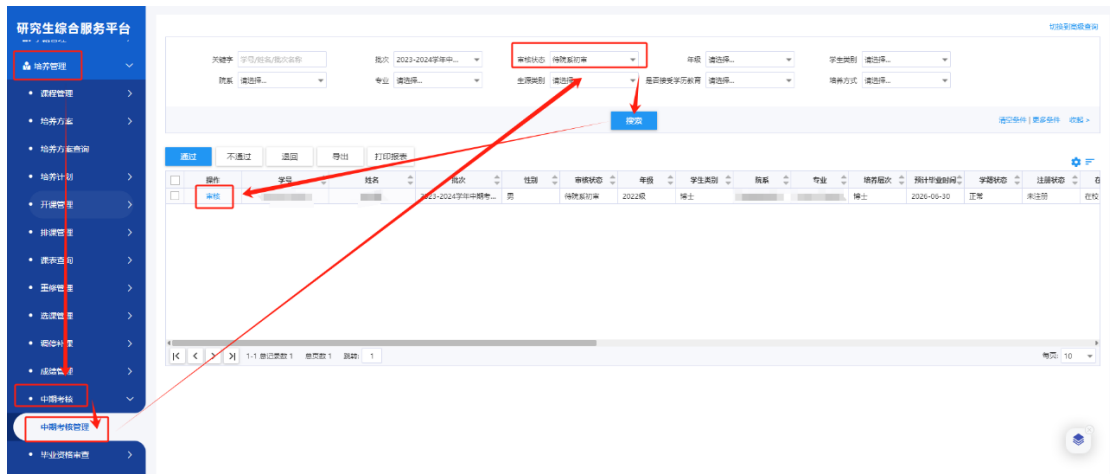 研究生综合服务平台
切换到高级查询
培养管理
关键字 学号/姓名/批次名称 批次 2023-2024学年中... 审核状态 待院系初审 年级 请选择... 学生类别 请选择...
院系 请选择... 专业 请选择... 生源类别 请选择... 是否接受学历教育 请选择... 培养方式 请选择...
课程管理
培养方案
搜索
清空条件 | 更多条件 收起 >
培养方案查询
通过 不通过 退回 导出 打印报表
培养计划
操作 学号 姓名 批次 性别 审核状态 年级 学生类别 院系 专业 培养层次 预计毕业时间 学籍状态 注册状态 在
审核 2023-2024学年中期考... 男 待院系初审 2022级 博士 博士 2026-06-30 正常 未注册 在校
开课管理
排课管理
课表查询
重修管理
选课管理
调停补课
1-1 总记录数 1 总页数 1 跳转: 1 每页: 10
成绩管理
中期考核
中期考核管理
毕业资格审查